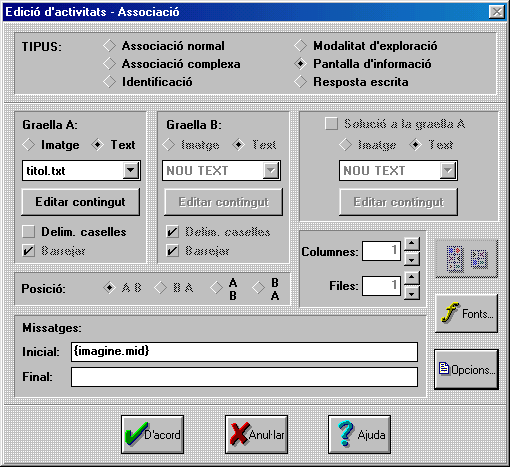 Edició d'activitats - Associació
TIPUS:
Associació normal
Modalitat d'exploració
Associació complexa
Pantalla d'informació
Identificació
Resposta escrita
Graella A:
Imatge Text
titol.txt
Editar contingut
Delim. caselles
Barrejar
Graella B:
Imatge Text
NOU TEXT
Editar contingut
Delim. caselles
Barrejar
Solució a la graella A
Imatge Text
NOU TEXT
Editar contingut
Columnes: 1
Files: 1
Posició: A B B A A B B A
Fonts...
Missatges:
Inicial: {imagine.mid}
Final:
Opcions...
D'acord
Anul·lar
Ajuda